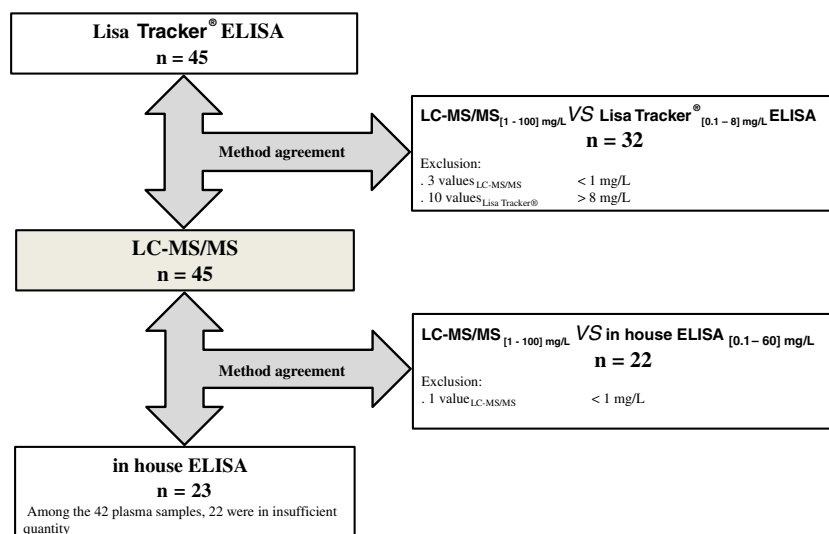 Lisa Tracker® ELISA
n = 45
Method agreement
LC-MS/MS[1 - 100] mg/L VS Lisa Tracker® [0.1 – 8] mg/L ELISA
n = 32
Exclusion:
. 3 values LC-MS/MS < 1 mg/L
. 10 values Lisa Tracker® > 8 mg/L
LC-MS/MS
n = 45
Method agreement
LC-MS/MS [1 - 100] mg/L VS in house ELISA [0.1 – 60] mg/L
n = 22
Exclusion:
. 1 value LC-MS/MS < 1 mg/L
in house ELISA
n = 23
Among the 42 plasma samples, 22 were in insufficient
quantity